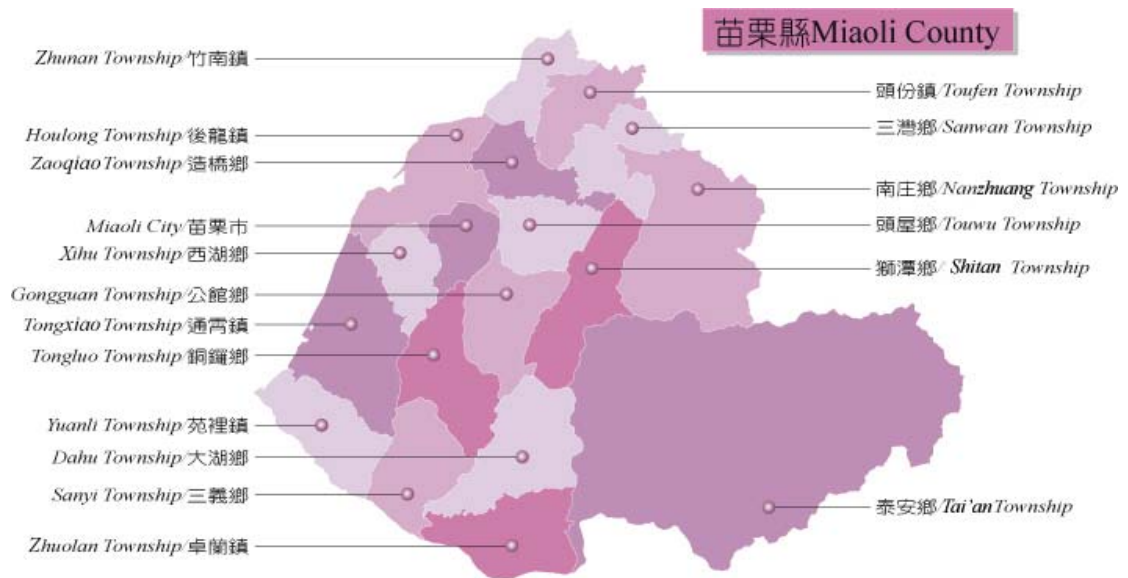 苗栗縣Miaoli County
Zhunan Township/竹南鎮
Houlong Township/後龍鎮
Zaoqiao Township/造橋鄉
Miaoli City/苗栗市
Xihu Township/西湖鄉
Gongguan Township/公館鄉
Tongxiao Township/通霄鎮
Tongluo Township/銅鑼鄉
Yuanli Township/苑裡鎮
Dahu Township/大湖鄉
Sanyi Township/三義鄉
Zhuolan Township/卓蘭鎮
頭份鎮/Toufen Township
三灣鄉/Sanwan Township
南庄鄉/Nanzhuang Township
頭屋鄉/Touwu Township
獅潭鄉/ Shitan Township
泰安鄉/Tai'an Township